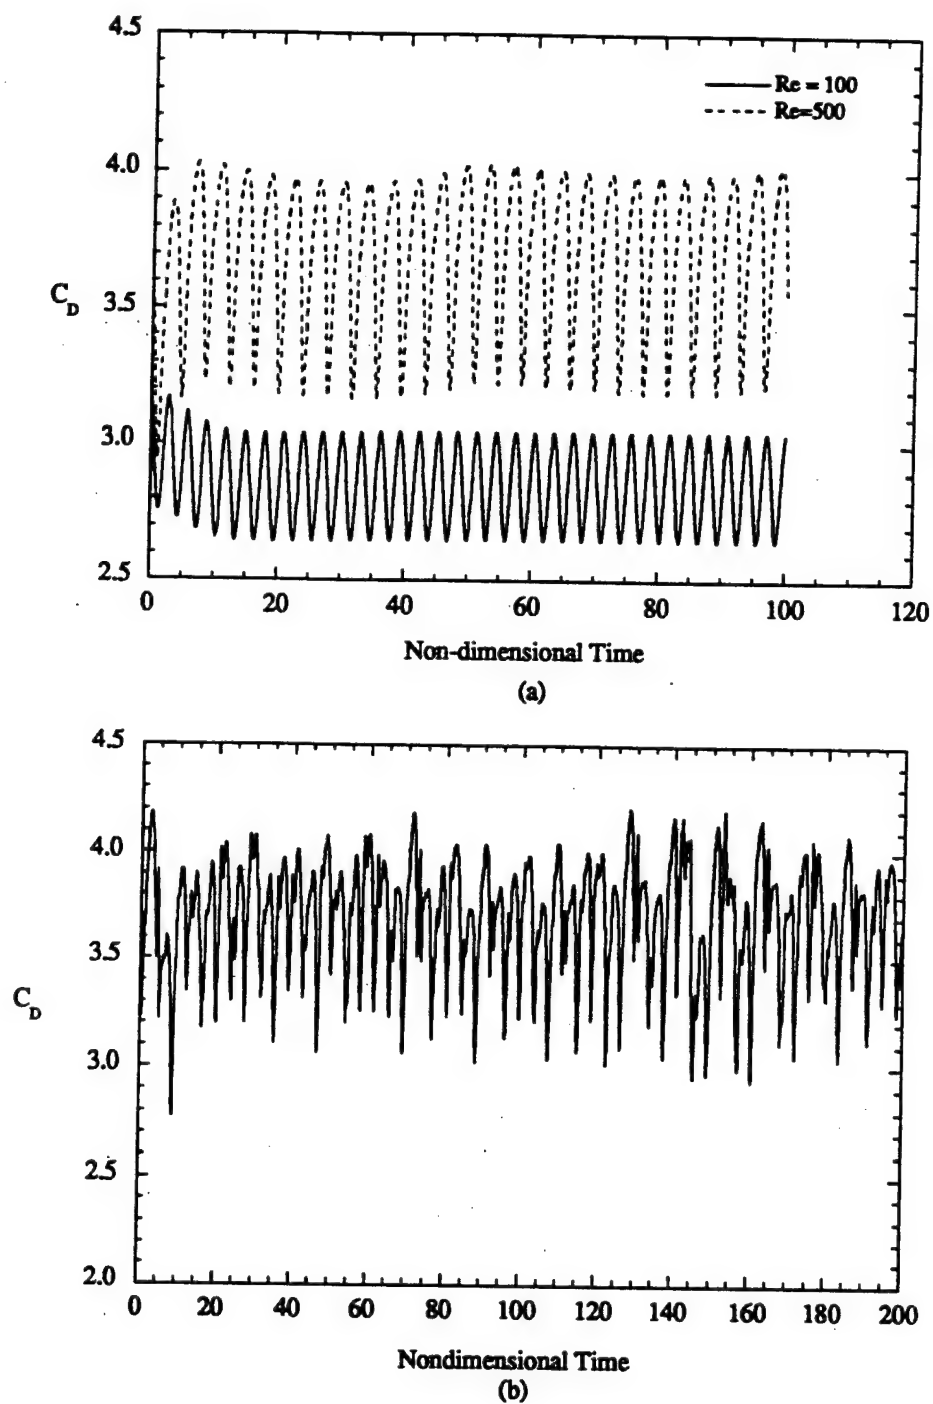 4.5
Re = 100
Re=500
4.0
C_D
3.5
3.0
2.5
0 20 40 60 80 100 120
Non-dimensional Time
(a)
4.5
4.0
3.5
C_D
3.0
2.5
2.0
0 20 40 60 80 100 120 140 160 180 200
Nondimensional Time
(b)